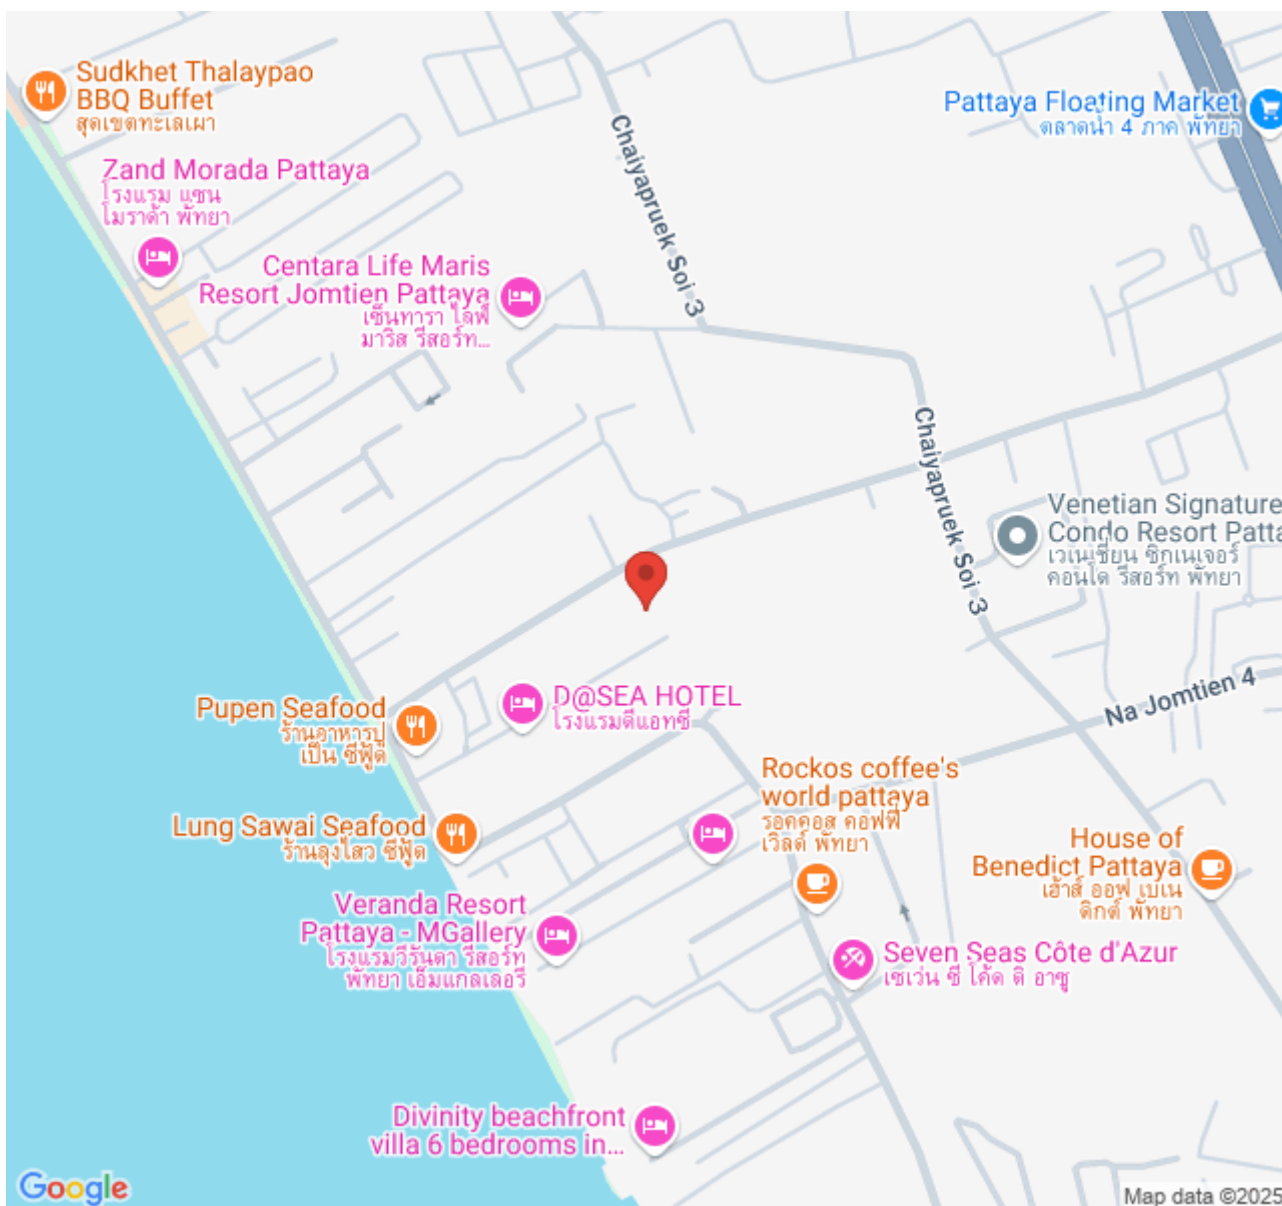 Sudkhet Thalaypao
BBQ Buffet
สุดเขตทะเลเผา
Pattaya Floating Market
ตลาดน้ำ 4 ภาค พัทยา
Chaiyapruek Soi 3
Zand Morada Pattaya
โรงแรม แซน
โมราด้า พัทยา
Centara Life Maris
Resort Jomtien Pattaya
เซ็นทารา ไลฟ์
มาริส รีสอร์ท...
Chaiyapruek Soi 3
Venetian Signature
Condo Resort Patta
เวเนเชี่ยน ซิกเนเจอร์
คอนโด รีสอร์ท พัทยา
Na Jomtien 4
D@SEA HOTEL
โรงแรมดีแอทซี
Pupen Seafood
ร้านอาหารปู
เป็น ซีฟู้ด
Rockos coffee's
world pattaya
รอคคอส คอฟฟี่
เวิลด์ พัทยา
Lung Sawai Seafood
ร้านลุงไสว ซีฟู้ด
House of
Benedict Pattaya
เฮ้าส์ ออฟ เบเน
ดิกต์ พัทยา
Veranda Resort
Pattaya - MGallery
โรงแรมวีรันดา รีสอร์ท
พัทยา เอ็มแกลเลอรี
Seven Seas Côte d'Azur
เซเว่น ซี โค้ด ดิ อาซู
Divinity beachfront
villa 6 bedrooms in...
Google
Map data ©2025